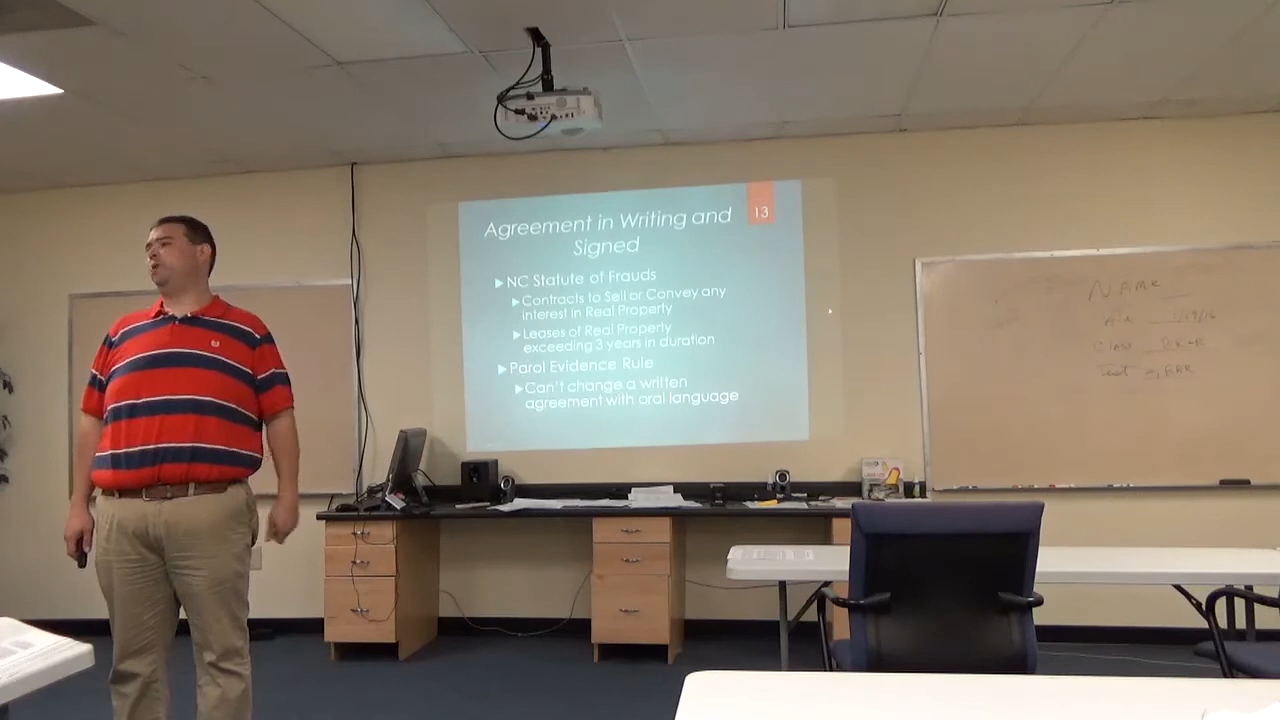 Agreement in Writing and
Signed
13
NC Statute of Frauds
Contracts to Sell or Convey any
interest in Real Property
Leases of Real Property
exceeding 3 years in duration
Parol Evidence Rule
Can't change a written
agreement with oral language
NAME
Class
Test